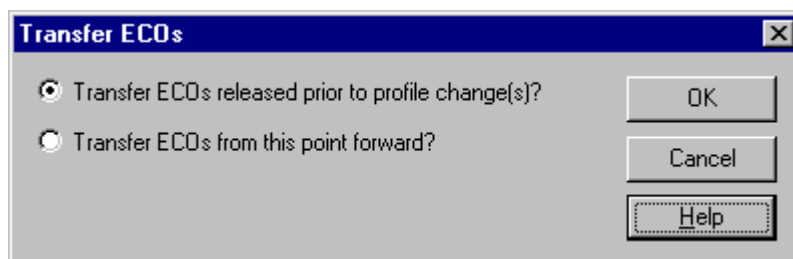 Transfer ECOs
Transfer ECOs released prior to profile change(s)?
OK
Transfer ECOs from this point forward?
Cancel
Help